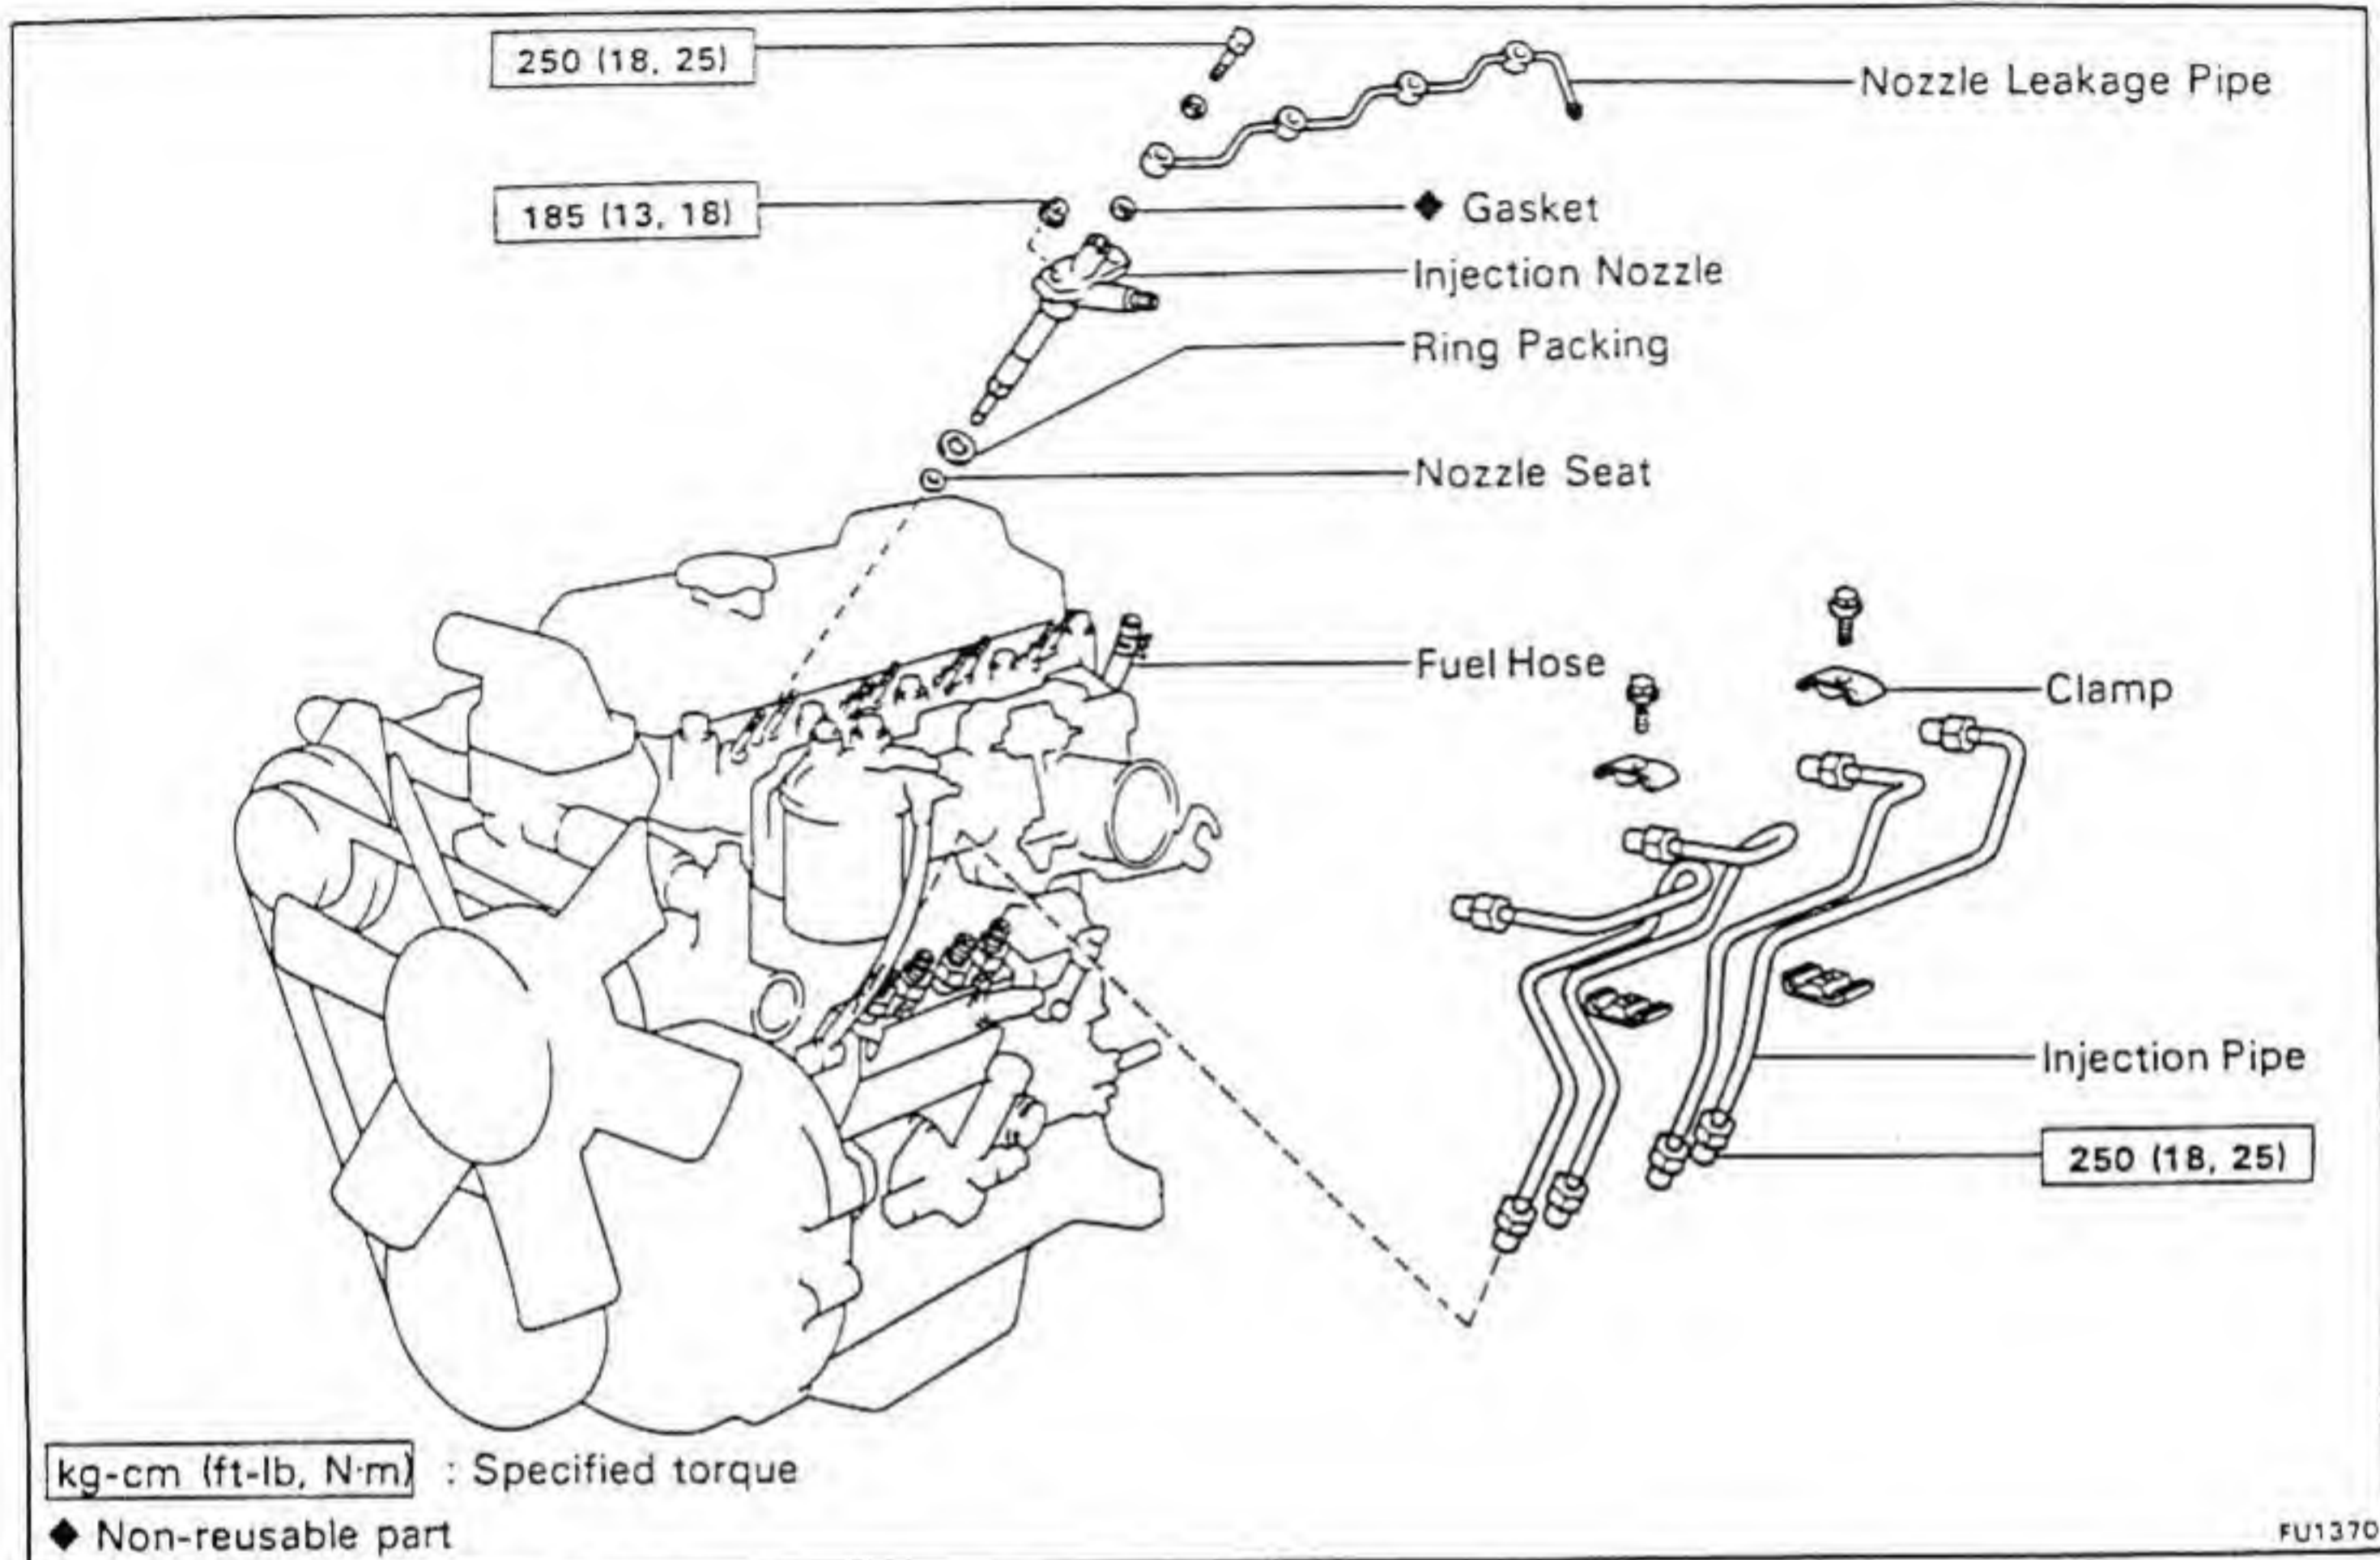 250 (18, 25)
Nozzle Leakage Pipe
185 (13, 18)
◆ Gasket
Injection Nozzle
Ring Packing
Nozzle Seat
Fuel Hose
Clamp
Injection Pipe
250 (18, 25)
kg-cm (ft-lb, N·m) : Specified torque
◆ Non-reusable part
FU1370